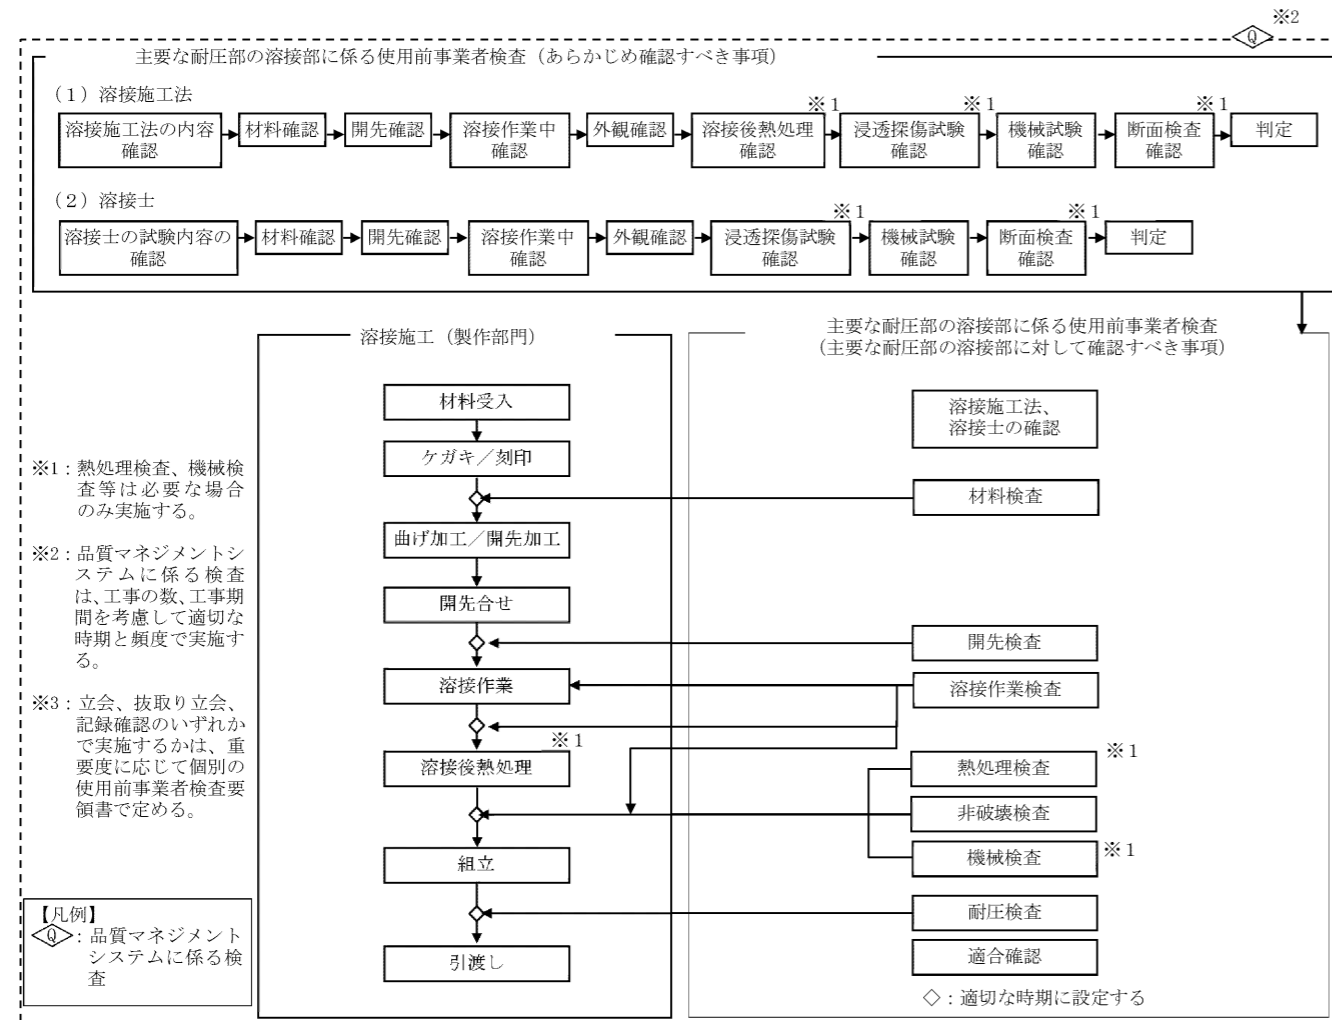 ※2
Q
主要な耐圧部の溶接部に係る使用前事業者検査（あらかじめ確認すべき事項）
（１）溶接施工法
※１
※１
※１
溶接施工法の内容
確認
材料確認
開先確認
溶接作業中
確認
外観確認
溶接後熱処理
確認
浸透探傷試験
確認
機械試験
確認
断面検査
確認
判定
（２）溶接士
※１
※１
溶接士の試験内容の
確認
材料確認
開先確認
溶接作業中
確認
外観確認
浸透探傷試験
確認
機械試験
確認
断面検査
確認
判定
溶接施工（製作部門）
材料受入
ケガキ／刻印
曲げ加工／開先加工
開先合せ
溶接作業
※１
溶接後熱処理
組立
引渡し
主要な耐圧部の溶接部に係る使用前事業者検査
（主要な耐圧部の溶接部に対して確認すべき事項）
溶接施工法、
溶接士の確認
材料検査
開先検査
溶接作業検査
熱処理検査
※１
非破壊検査
機械検査
※１
耐圧検査
適合確認
◇：適切な時期に設定する
※1：熱処理検査、機械検
査等は必要な場合
のみ実施する。
※2：品質マネジメントシ
ステムに係る検査
は、工事の数、工事期
間を考慮して適切な
時期と頻度で実施す
る。
※3：立会、抜取り立会、
記録確認のいずれか
で実施するかは、重
要度に応じて個別の
使用前事業者検査要
領書で定める。
【凡例】
Q：品質マネジメント
システムに係る検
査